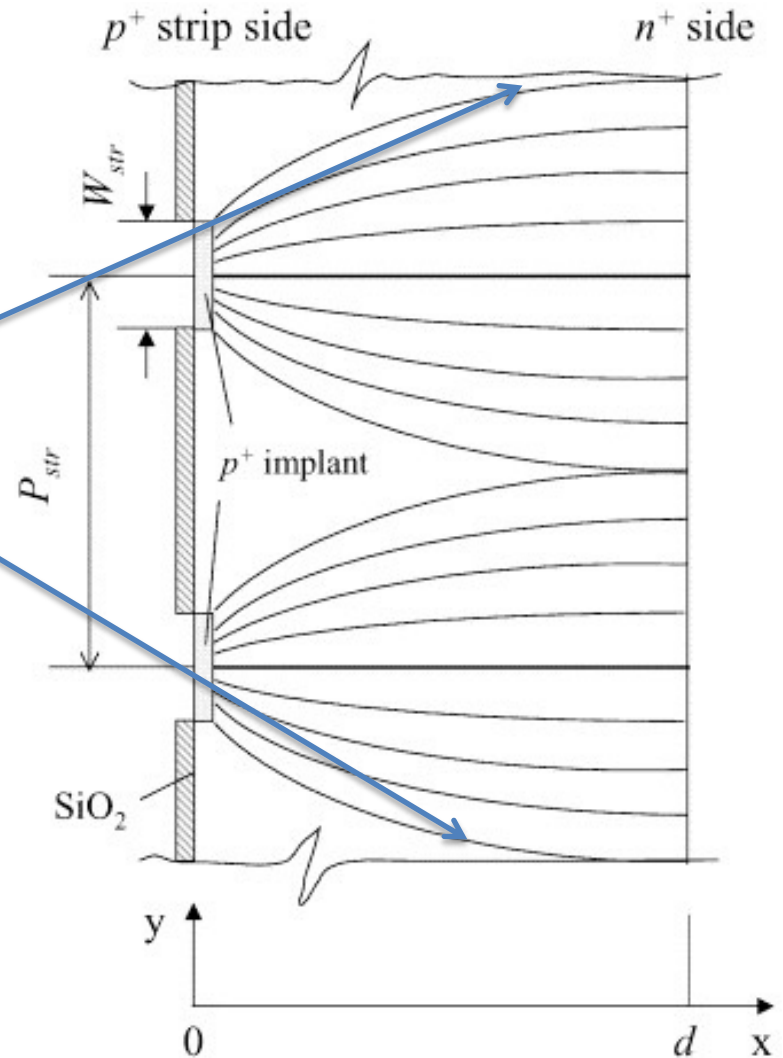 p⁺ strip side
n⁺ side
W_str
P_str
p⁺ implant
SiO₂
y
0
d
x